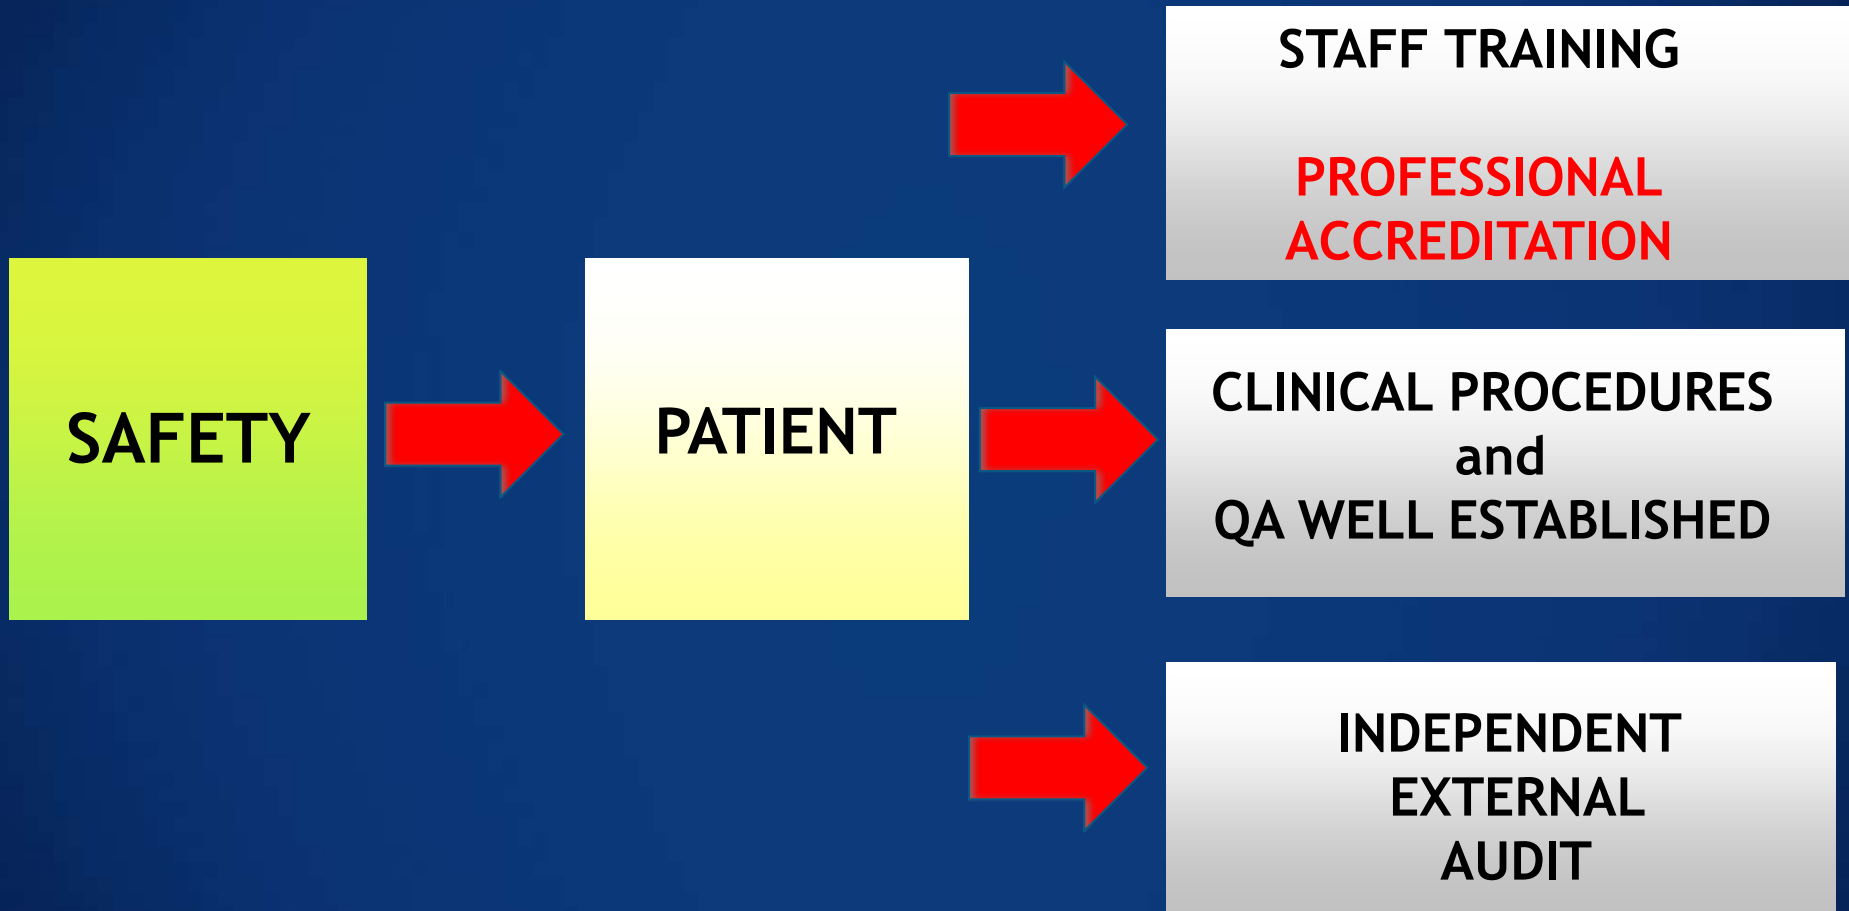 SAFETY
PATIENT
STAFF TRAINING
PROFESSIONAL
ACCREDITATION
CLINICAL PROCEDURES
and
QA WELL ESTABLISHED
INDEPENDENT
EXTERNAL
AUDIT